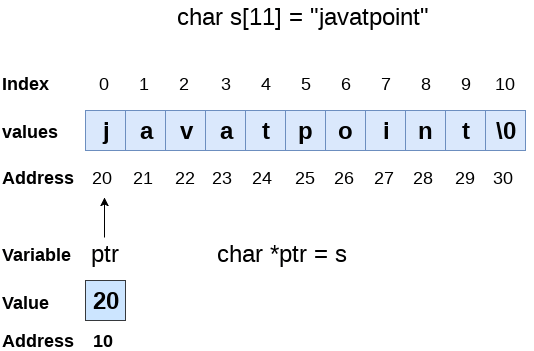 char s[11] = "javatpoint"
Index 0 1 2 3 4 5 6 7 8 9 10
values j a v a t p o i n t \0
Address 20 21 22 23 24 25 26 27 28 29 30
Variable ptr char *ptr = s
Value 20
Address 10